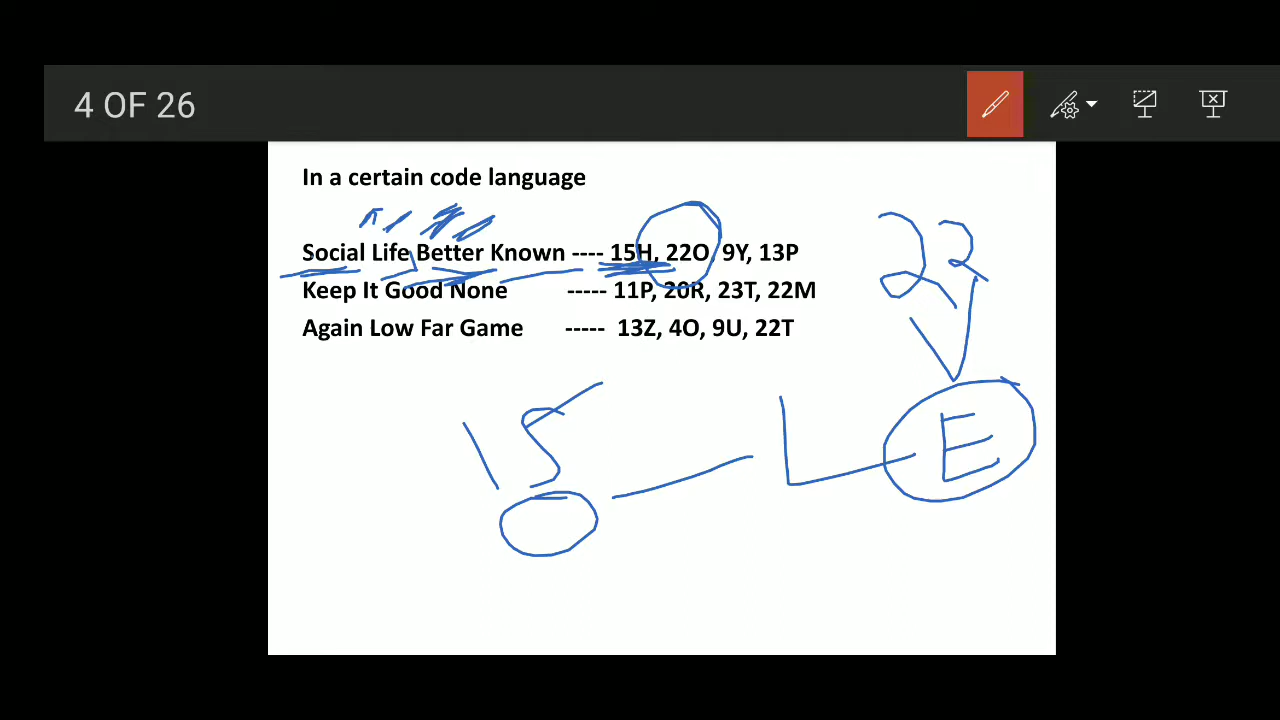 4 OF 26
In a certain code language
Social Life Better Known ---- 15H, 22O, 9Y, 13P
22
Keep It Good None ----- 11P, 20R, 23T, 22M
Again Low Far Game ----- 13Z, 4O, 9U, 22T
15 L E
O